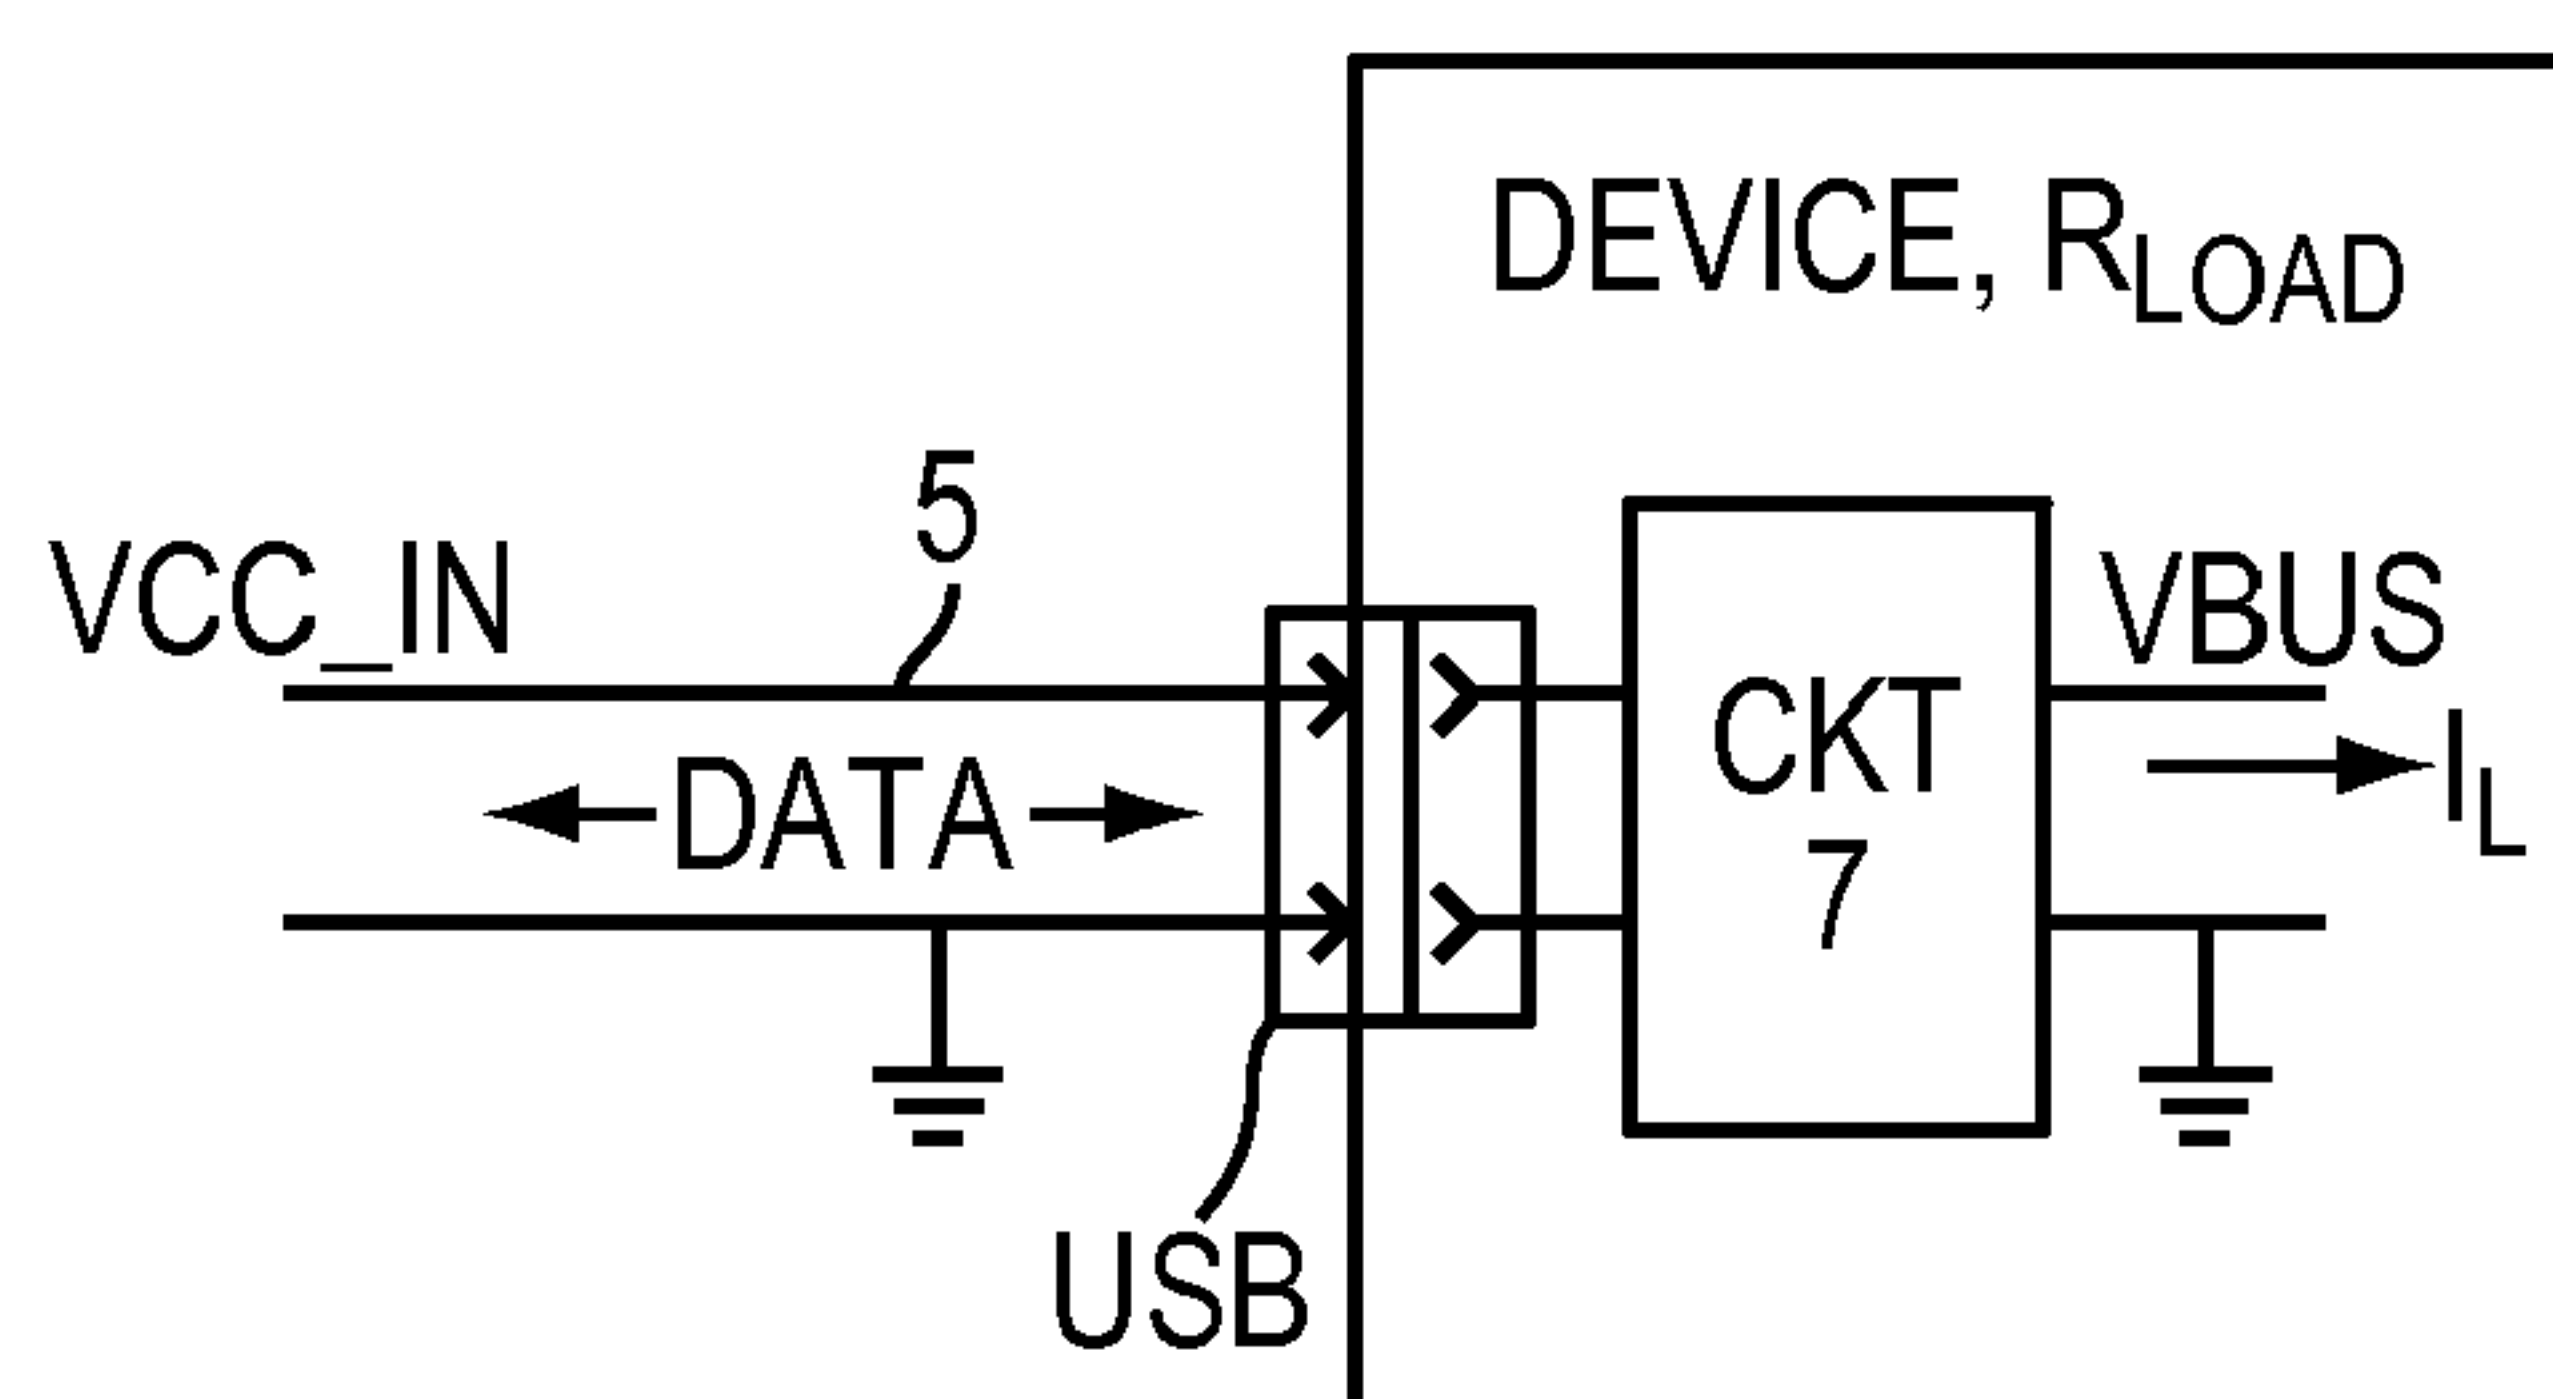 DEVICE, RLOAD
5
VCC_IN
VBUS
CKT
7
DATA
IL
USB